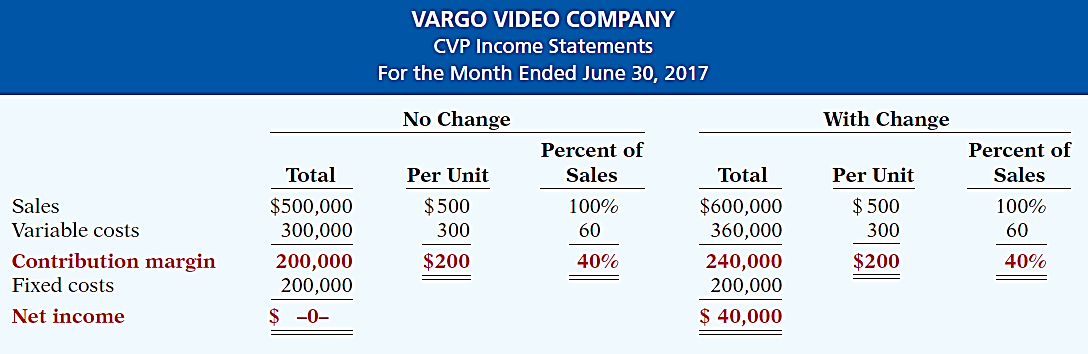 VARGO VIDEO COMPANY
CVP Income Statements
For the Month Ended June 30, 2017
No Change With Change
Percent of Percent of
Total Per Unit Sales Total Per Unit Sales
Sales $500,000 $500 100% $600,000 $500 100%
Variable costs 300,000 300 60 360,000 300 60
Contribution margin 200,000 $200 40% 240,000 $200 40%
Fixed costs 200,000 200,000
Net income $ –0– $ 40,000